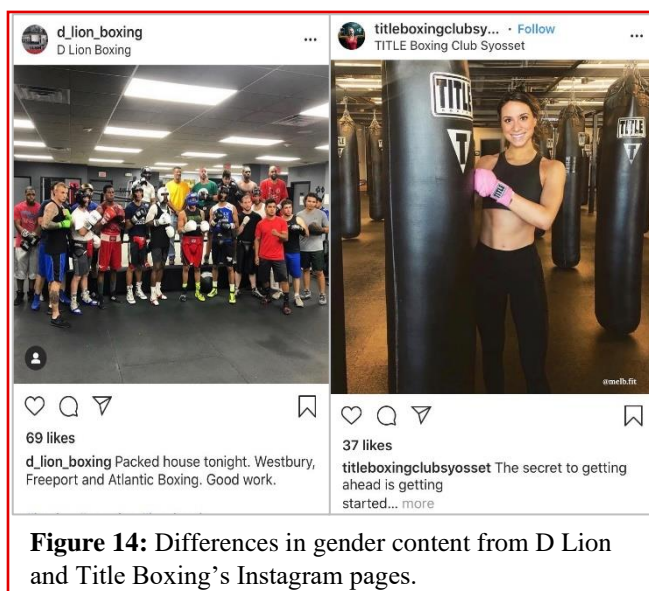 d_lion_boxing
D Lion Boxing
...
69 likes
d_lion_boxing Packed house tonight. Westbury,
Freeport and Atlantic Boxing. Good work.
titleboxingclubsy... · Follow
TITLE Boxing Club Syosset
...
TITLE
T
TITLE
TITLE
@melb.fit
37 likes
titleboxingclubsyosset The secret to getting
ahead is getting
started... more
Figure 14: Differences in gender content from D Lion
and Title Boxing’s Instagram pages.